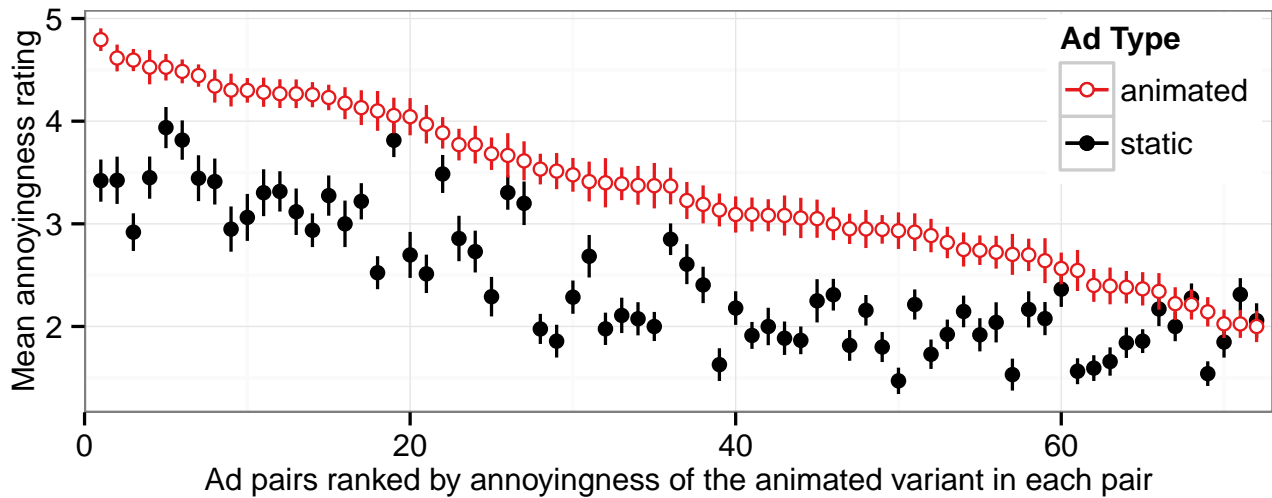 Mean annoyingness rating
5
4
3
2
0
20
40
60
Ad pairs ranked by annoyingness of the animated variant in each pair
Ad Type
animated
static